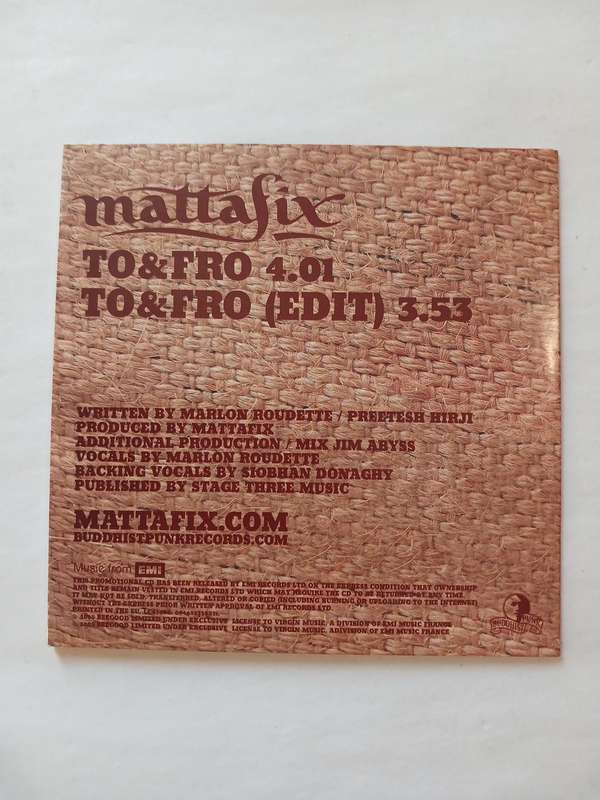 mattafix
TO&FRO 4.01
TO&FRO (EDIT) 3.53
WRITTEN BY MARLON ROUDETTE / PREETESH HIRJI
PRODUCED BY MATTAFIX
ADDITIONAL PRODUCTION / MIX JIM ABYSS
VOCALS BY MARLON ROUDETTE
BACKING VOCALS BY SIOBHAN DONAGHY
PUBLISHED BY STAGE THREE MUSIC
MATTAFIX.COM
BUDDHISTPUNKRECORDS.COM
Music from EMI
THIS PROMOTIONAL CD HAS BEEN RELEASED BY EMI RECORDS LTD ON THE EXPRESS CONDITION THAT OWNERSHIP
AND TITLE REMAIN VESTED TO EMI RECORDS LTD WHICH MAY REQUIRE THE CD TO BE RETURNED AT ANY TIME.
IT MAY NOT BE SOLD, TRANSFERRED, ALTERED OR COPIED (INCLUDING BURNING OR UPLOADING TO THE INTERNET)
WITHOUT THE EXPRESS PRIOR WRITTEN APPROVAL OF EMI RECORDS LTD.
PRINTED IN THE EU.
BEEGOOD LIMITED UNDER EXCLUSIVE LICENSE TO VIRGIN MUSIC, A DIVISION OF EMI MUSIC FRANCE
BEEGOOD LIMITED UNDER EXCLUSIVE LICENSE TO VIRGIN MUSIC, A DIVISION OF EMI MUSIC FRANCE